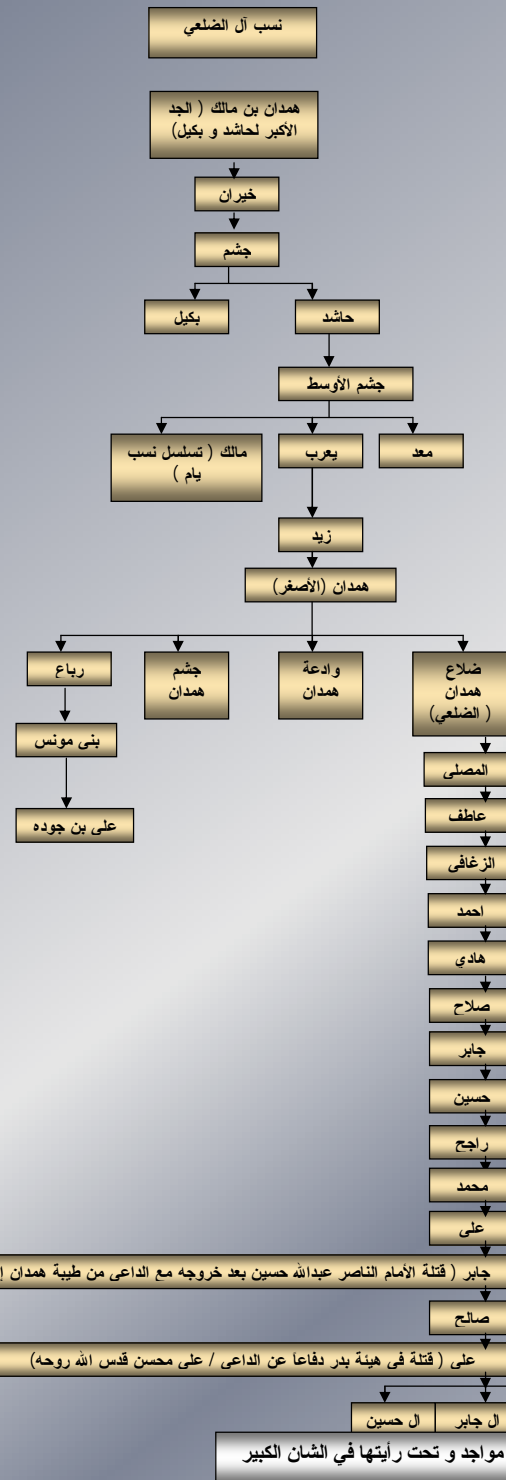 نسب آل الضلعي
همدان بن مالك ( الجد
الأكبر لحاشد و بكيل)
خيران
جشم
حاشد
بكيل
جشم الأوسط
معد
يعرب
مالك ( تسلسل نسب
يام )
زيد
همدان (الأصغر)
ضلاع
همدان
( الضلعي)
وادعة
همدان
جشم
همدان
رباع
المصلى
بنى مونس
عاطف
على بن جوده
الزغافى
احمد
هادي
صلاح
جابر
حسين
راجح
محمد
على
جابر ( قتلة الأمام الناصر عبدالله حسين بعد خروجه مع الداعى من طيبة همدان
صالح
على ( قتلة فى هيئة بدر دفاعاً عن الداعى / على محسن قدس الله روحه)
ال جابر
ال حسين
مواجد و تحت رأيتها في الشان الكبير